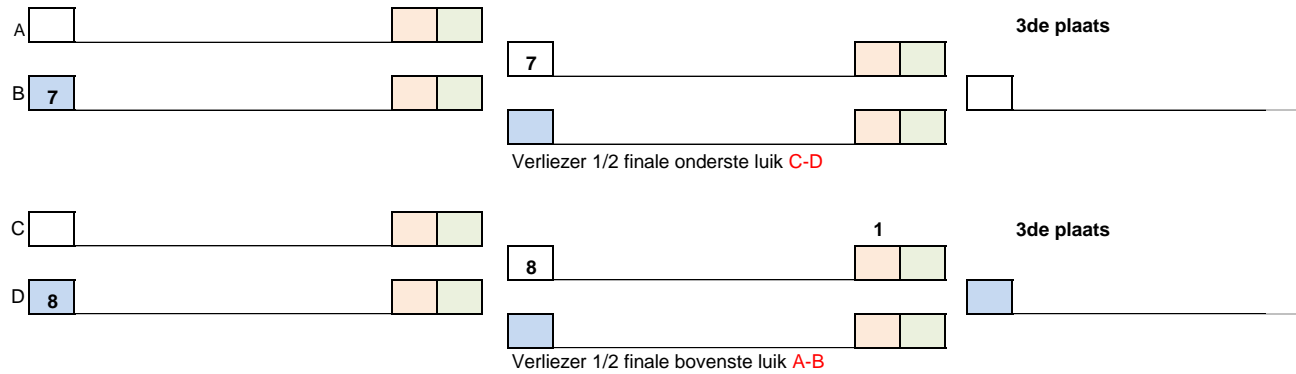 A
3de plaats
7
B 7
Verliezer 1/2 finale onderste luik C-D
C
1
3de plaats
8
D 8
Verliezer 1/2 finale bovenste luik A-B